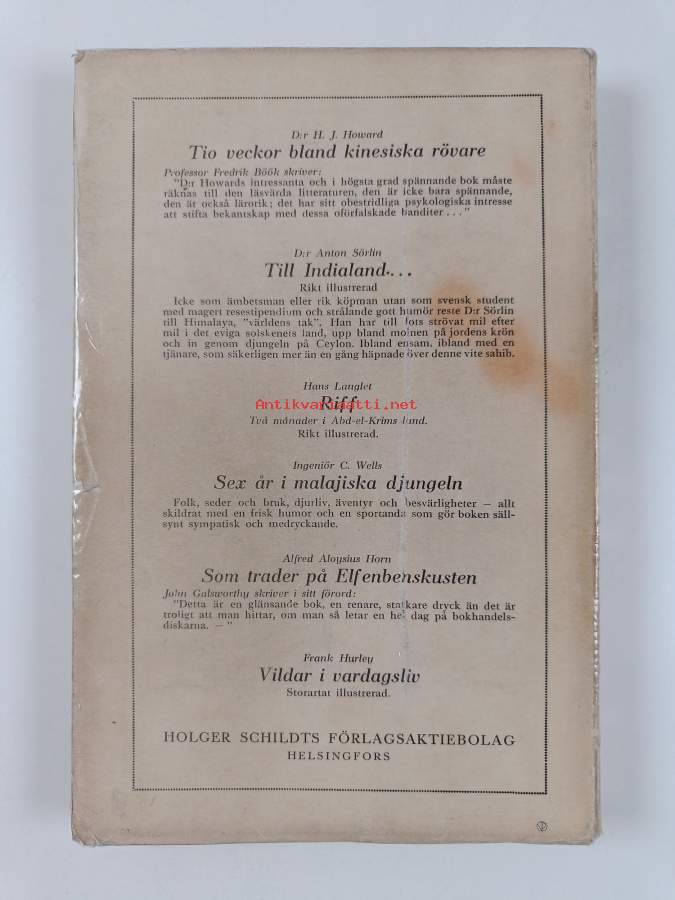 D:r H. J. Howard
Tio veckor bland kinesiska rövare
Professor Fredrik Böök skriver:
"D:r Howards intressanta och i högsta grad spännande bok måste
räknas till den läsvärda litteraturen, den är icke bara spännande,
den är också lärorik; det har sitt obestridliga psykologiska intresse
att stifta bekantskap med dessa oförfalskade banditer . . ."
D:r Anton Sörlin
Till Indialand. . .
Rikt illustrerad
Icke som ämbetsman eller rik köpman utan som svensk student
med magert resestipendium och strålande gott humör reste D:r Sörlin
till Himalaya, "världens tak". Han har till fots strövat mil efter
mil i det eviga solskenets land, upp bland molnen på jordens krön
och in genom djungeln på Ceylon. Ibland ensam, ibland med en
tjänare, som säkerligen mer än en gång häpnade över denne vite sahib.
Hans Langlet
Riff
Antikvariaatti.net
Två månader i Abd-el-Krims land.
Rikt illustrerad.
Ingeniör C. Wells
Sex år i malajiska djungeln
Folk, seder och bruk, djurliv, äventyr och besvärligheter — allt
skildrat med en frisk humor och en sportanda som gör boken säll-
synt sympatisk och medryckande.
Alfred Aloysius Horn
Som trader på Elfenbenskusten
John Galsworthy skriver i sitt förord:
"Detta är en glänsande bok, en renare, starkare dryck än det är
troligt att man hittar, om man så letar en hel dag på bokhandels-
diskarna. — "
Frank Hurley
Vildar i vardagsliv
Storartat illustrerad.
HOLGER SCHILDTS FÖRLAGSAKTIEBOLAG
HELSINGFORS